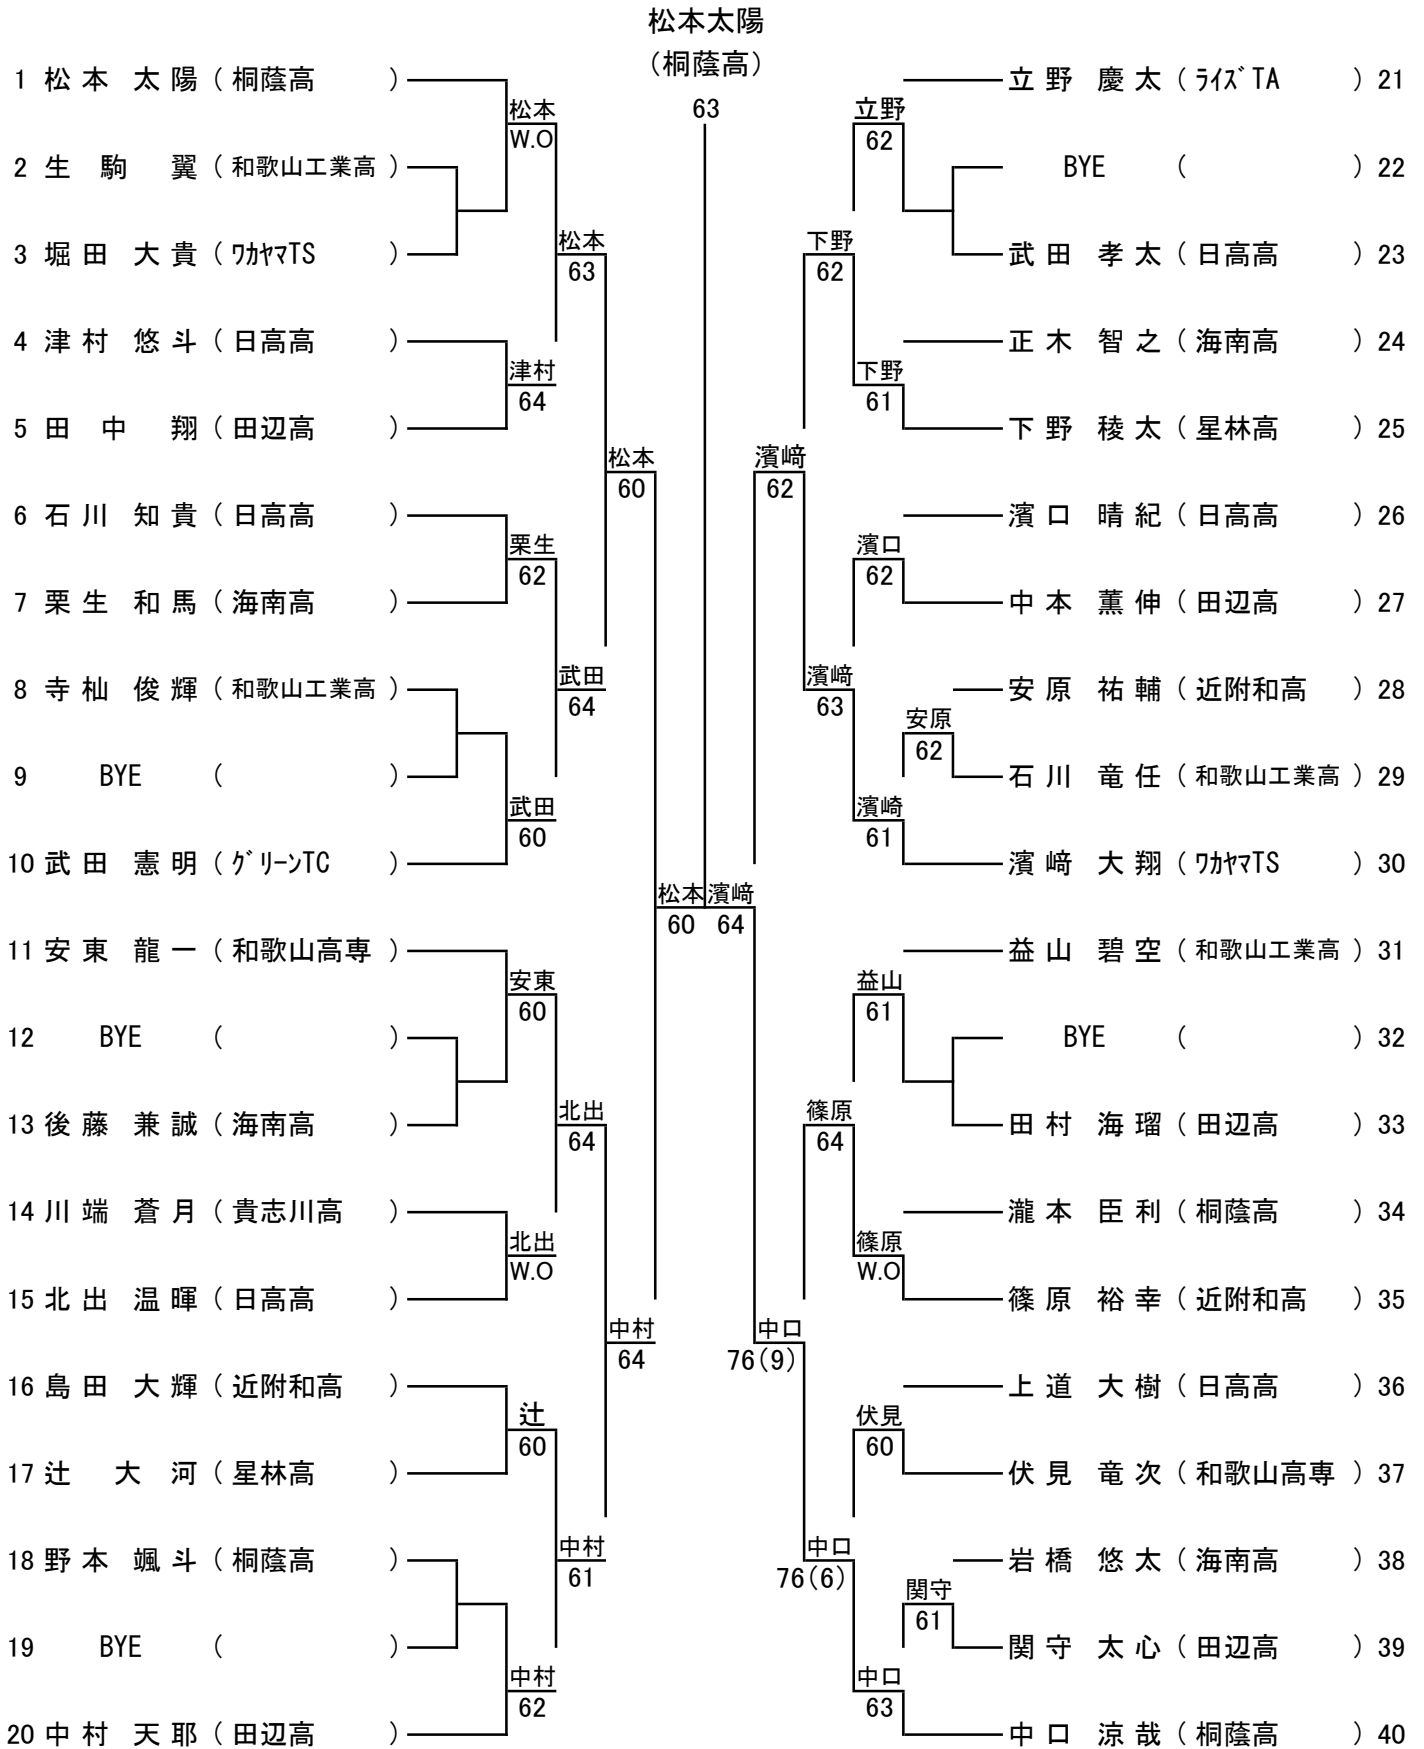 松本太陽
(桐蔭高)
63
1 松本 太陽 ( 桐蔭高 )
松本
W.O
2 生駒 翼 ( 和歌山工業高 )
松本
63
3 堀田 大貴 ( ワカヤマTS )
4 津村 悠斗 ( 日高高 )
津村
64
5 田中 翔 ( 田辺高 )
松本
60
6 石川 知貴 ( 日高高 )
栗生
62
7 栗生 和馬 ( 海南高 )
武田
64
8 寺杣 俊輝 ( 和歌山工業高 )
9 BYE ( )
武田
60
10 武田 憲明 ( グリーンTC )
松本
60
11 安東 龍一 ( 和歌山高専 )
安東
60
12 BYE ( )
北出
64
13 後藤 兼誠 ( 海南高 )
14 川端 蒼月 ( 貴志川高 )
北出
W.O
15 北出 温暉 ( 日高高 )
中村
64
16 島田 大輝 ( 近附和高 )
辻
60
17 辻 大河 ( 星林高 )
中村
61
18 野本 颯斗 ( 桐蔭高 )
19 BYE ( )
中村
62
20 中村 天耶 ( 田辺高 )
立野 慶太 ( ライズTA ) 21
立野
62
BYE ( ) 22
下野
62
武田 孝太 ( 日高高 ) 23
正木 智之 ( 海南高 ) 24
下野
61
下野 稜太 ( 星林高 ) 25
濱﨑
62
濱口 晴紀 ( 日高高 ) 26
濱口
62
中本 薫伸 ( 田辺高 ) 27
濱﨑
63
安原 祐輔 ( 近附和高 ) 28
安原
62
石川 竜任 ( 和歌山工業高 ) 29
濱崎
61
濱﨑 大翔 ( ワカヤマTS ) 30
濱﨑
64
益山 碧空 ( 和歌山工業高 ) 31
益山
61
BYE ( ) 32
篠原
64
田村 海瑠 ( 田辺高 ) 33
瀧本 臣利 ( 桐蔭高 ) 34
篠原
W.O
篠原 裕幸 ( 近附和高 ) 35
中口
76(9)
上道 大樹 ( 日高高 ) 36
伏見
60
伏見 竜次 ( 和歌山高専 ) 37
中口
76(6)
岩橋 悠太 ( 海南高 ) 38
関守
61
関守 太心 ( 田辺高 ) 39
中口
63
中口 涼哉 ( 桐蔭高 ) 40